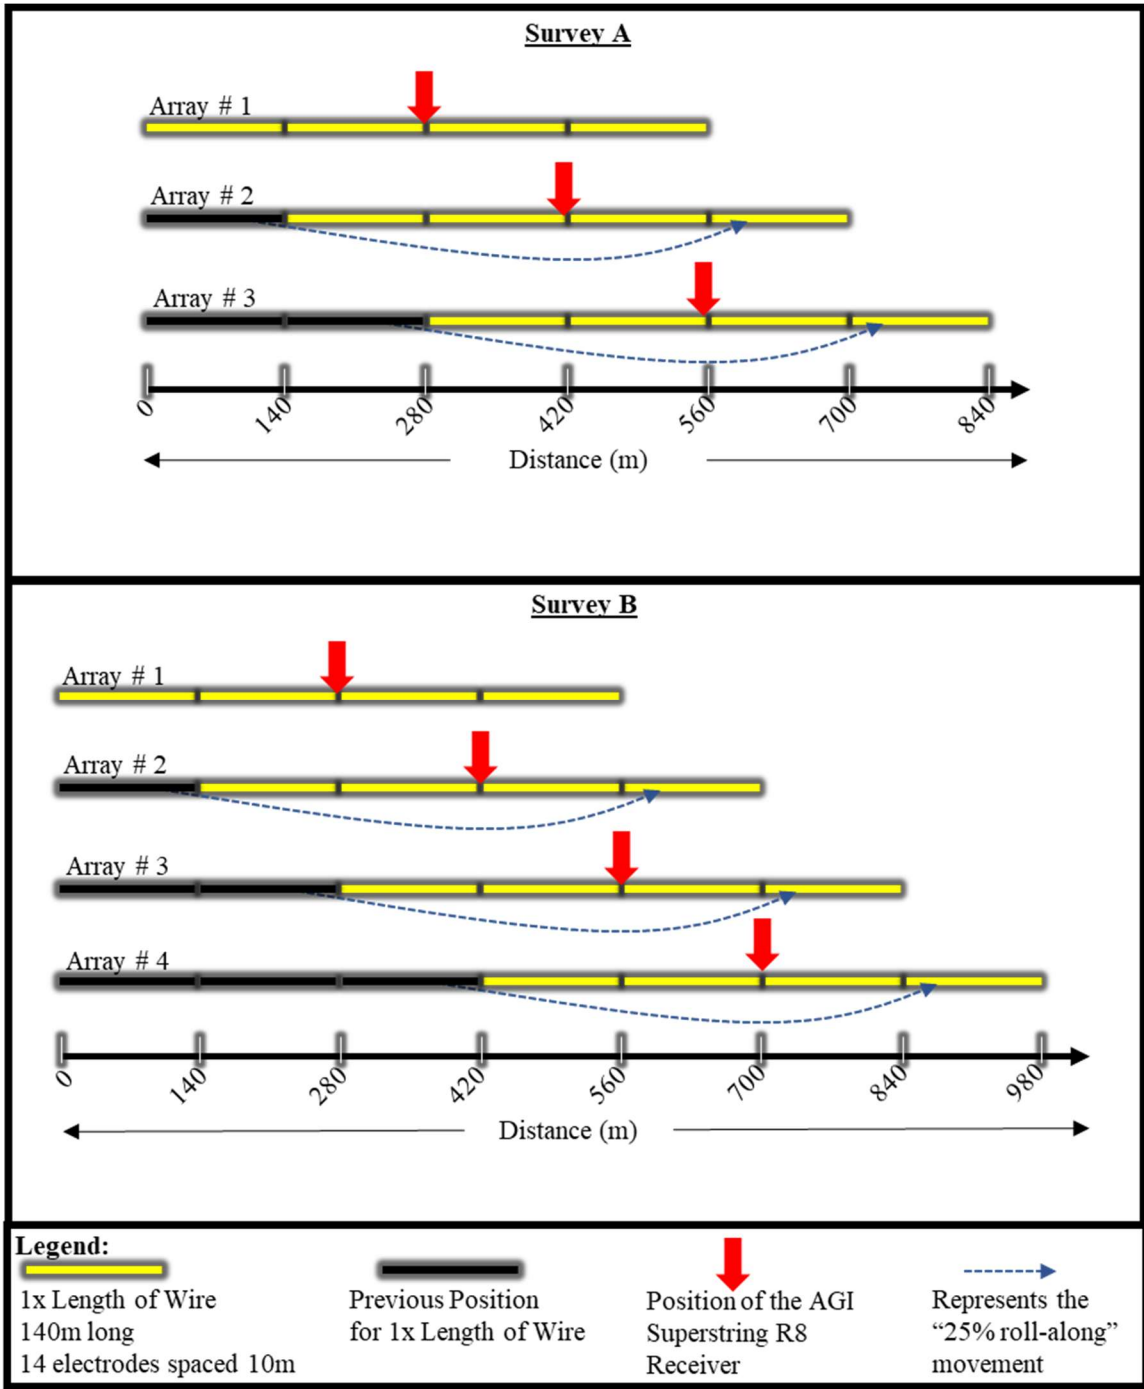 Survey A
Array # 1
Array # 2
Array # 3
0
140
280
420
560
700
840
Distance (m)
Survey B
Array # 1
Array # 2
Array # 3
Array # 4
0
140
280
420
560
700
840
980
Distance (m)
Legend:
1x Length of Wire
140m long
14 electrodes spaced 10m
Previous Position
for 1x Length of Wire
Position of the AGI
Superstring R8
Receiver
Represents the
“25% roll-along”
movement